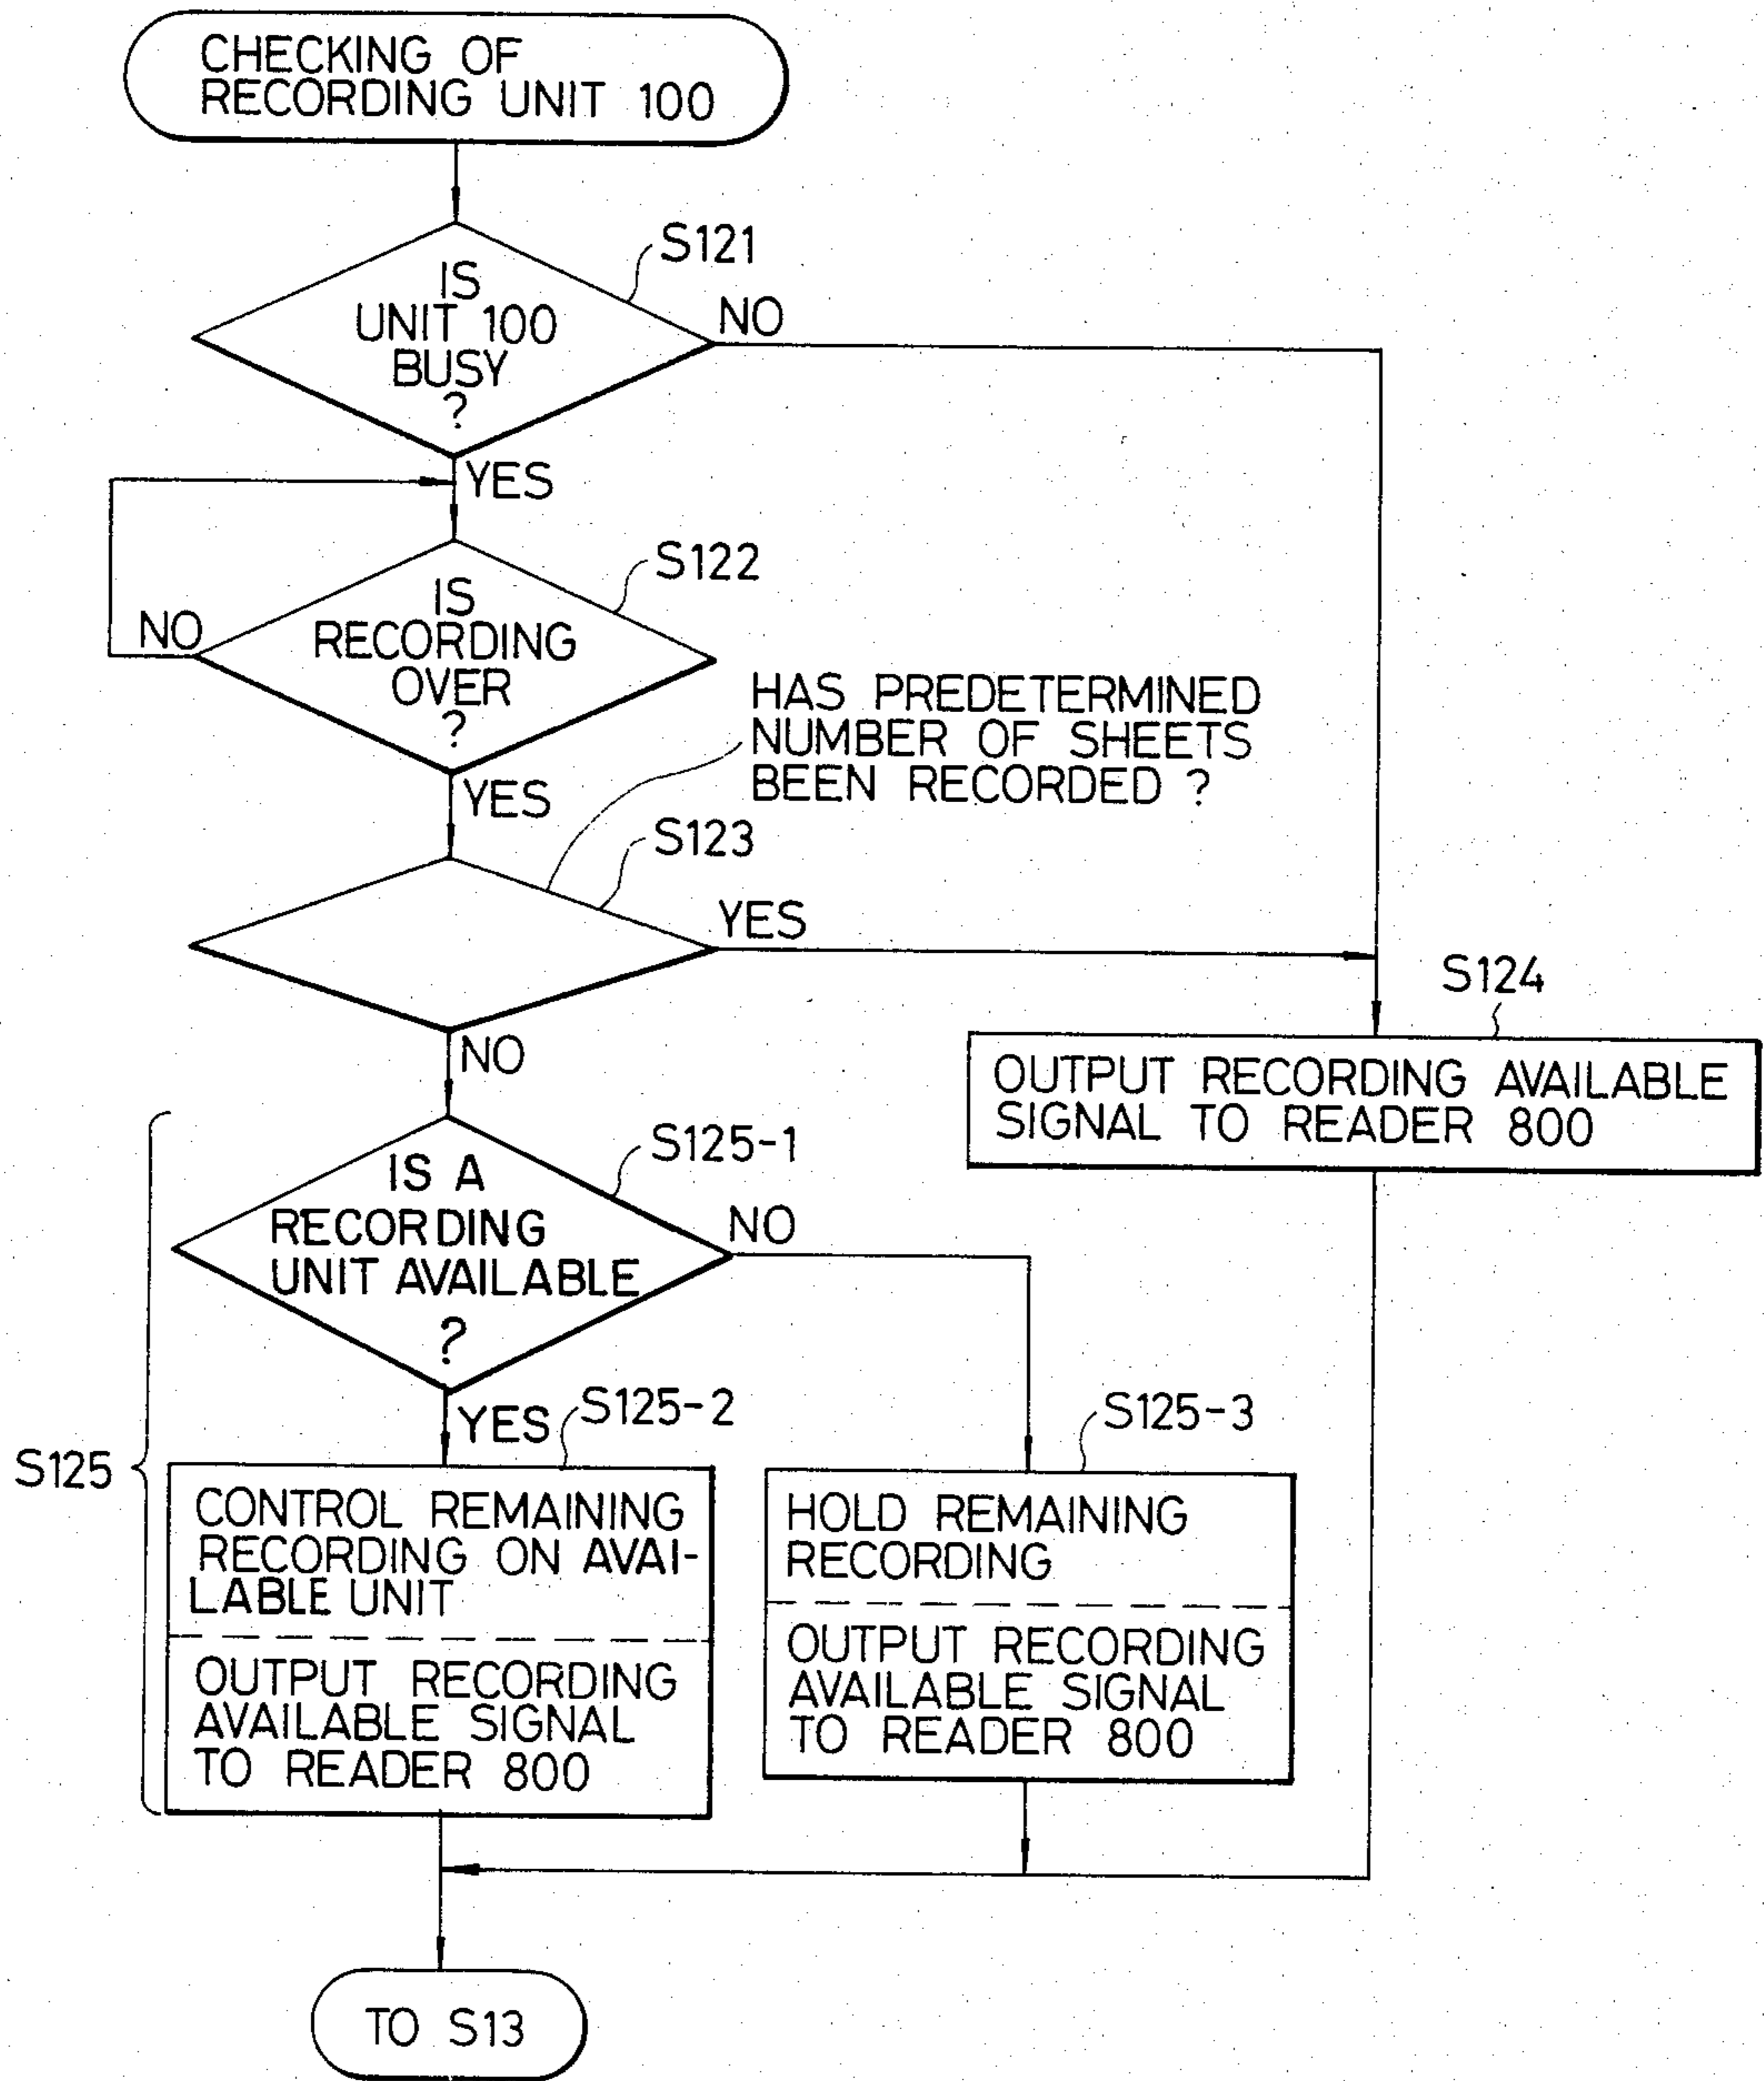 CHECKING OF
RECORDING UNIT 100
S121
IS
UNIT 100
BUSY
?
NO
YES
S122
IS
RECORDING
OVER
?
NO
YES
HAS PREDETERMINED
NUMBER OF SHEETS
BEEN RECORDED ?
S123
YES
NO
S124
OUTPUT RECORDING AVAILABLE
SIGNAL TO READER 800
S125-1
IS A
RECORDING
UNIT AVAILABLE
?
NO
YES
S125
S125-2
CONTROL REMAINING
RECORDING ON AVAI-
LABLE UNIT
OUTPUT RECORDING
AVAILABLE SIGNAL
TO READER 800
S125-3
HOLD REMAINING
RECORDING
OUTPUT RECORDING
AVAILABLE SIGNAL
TO READER 800
TO S13